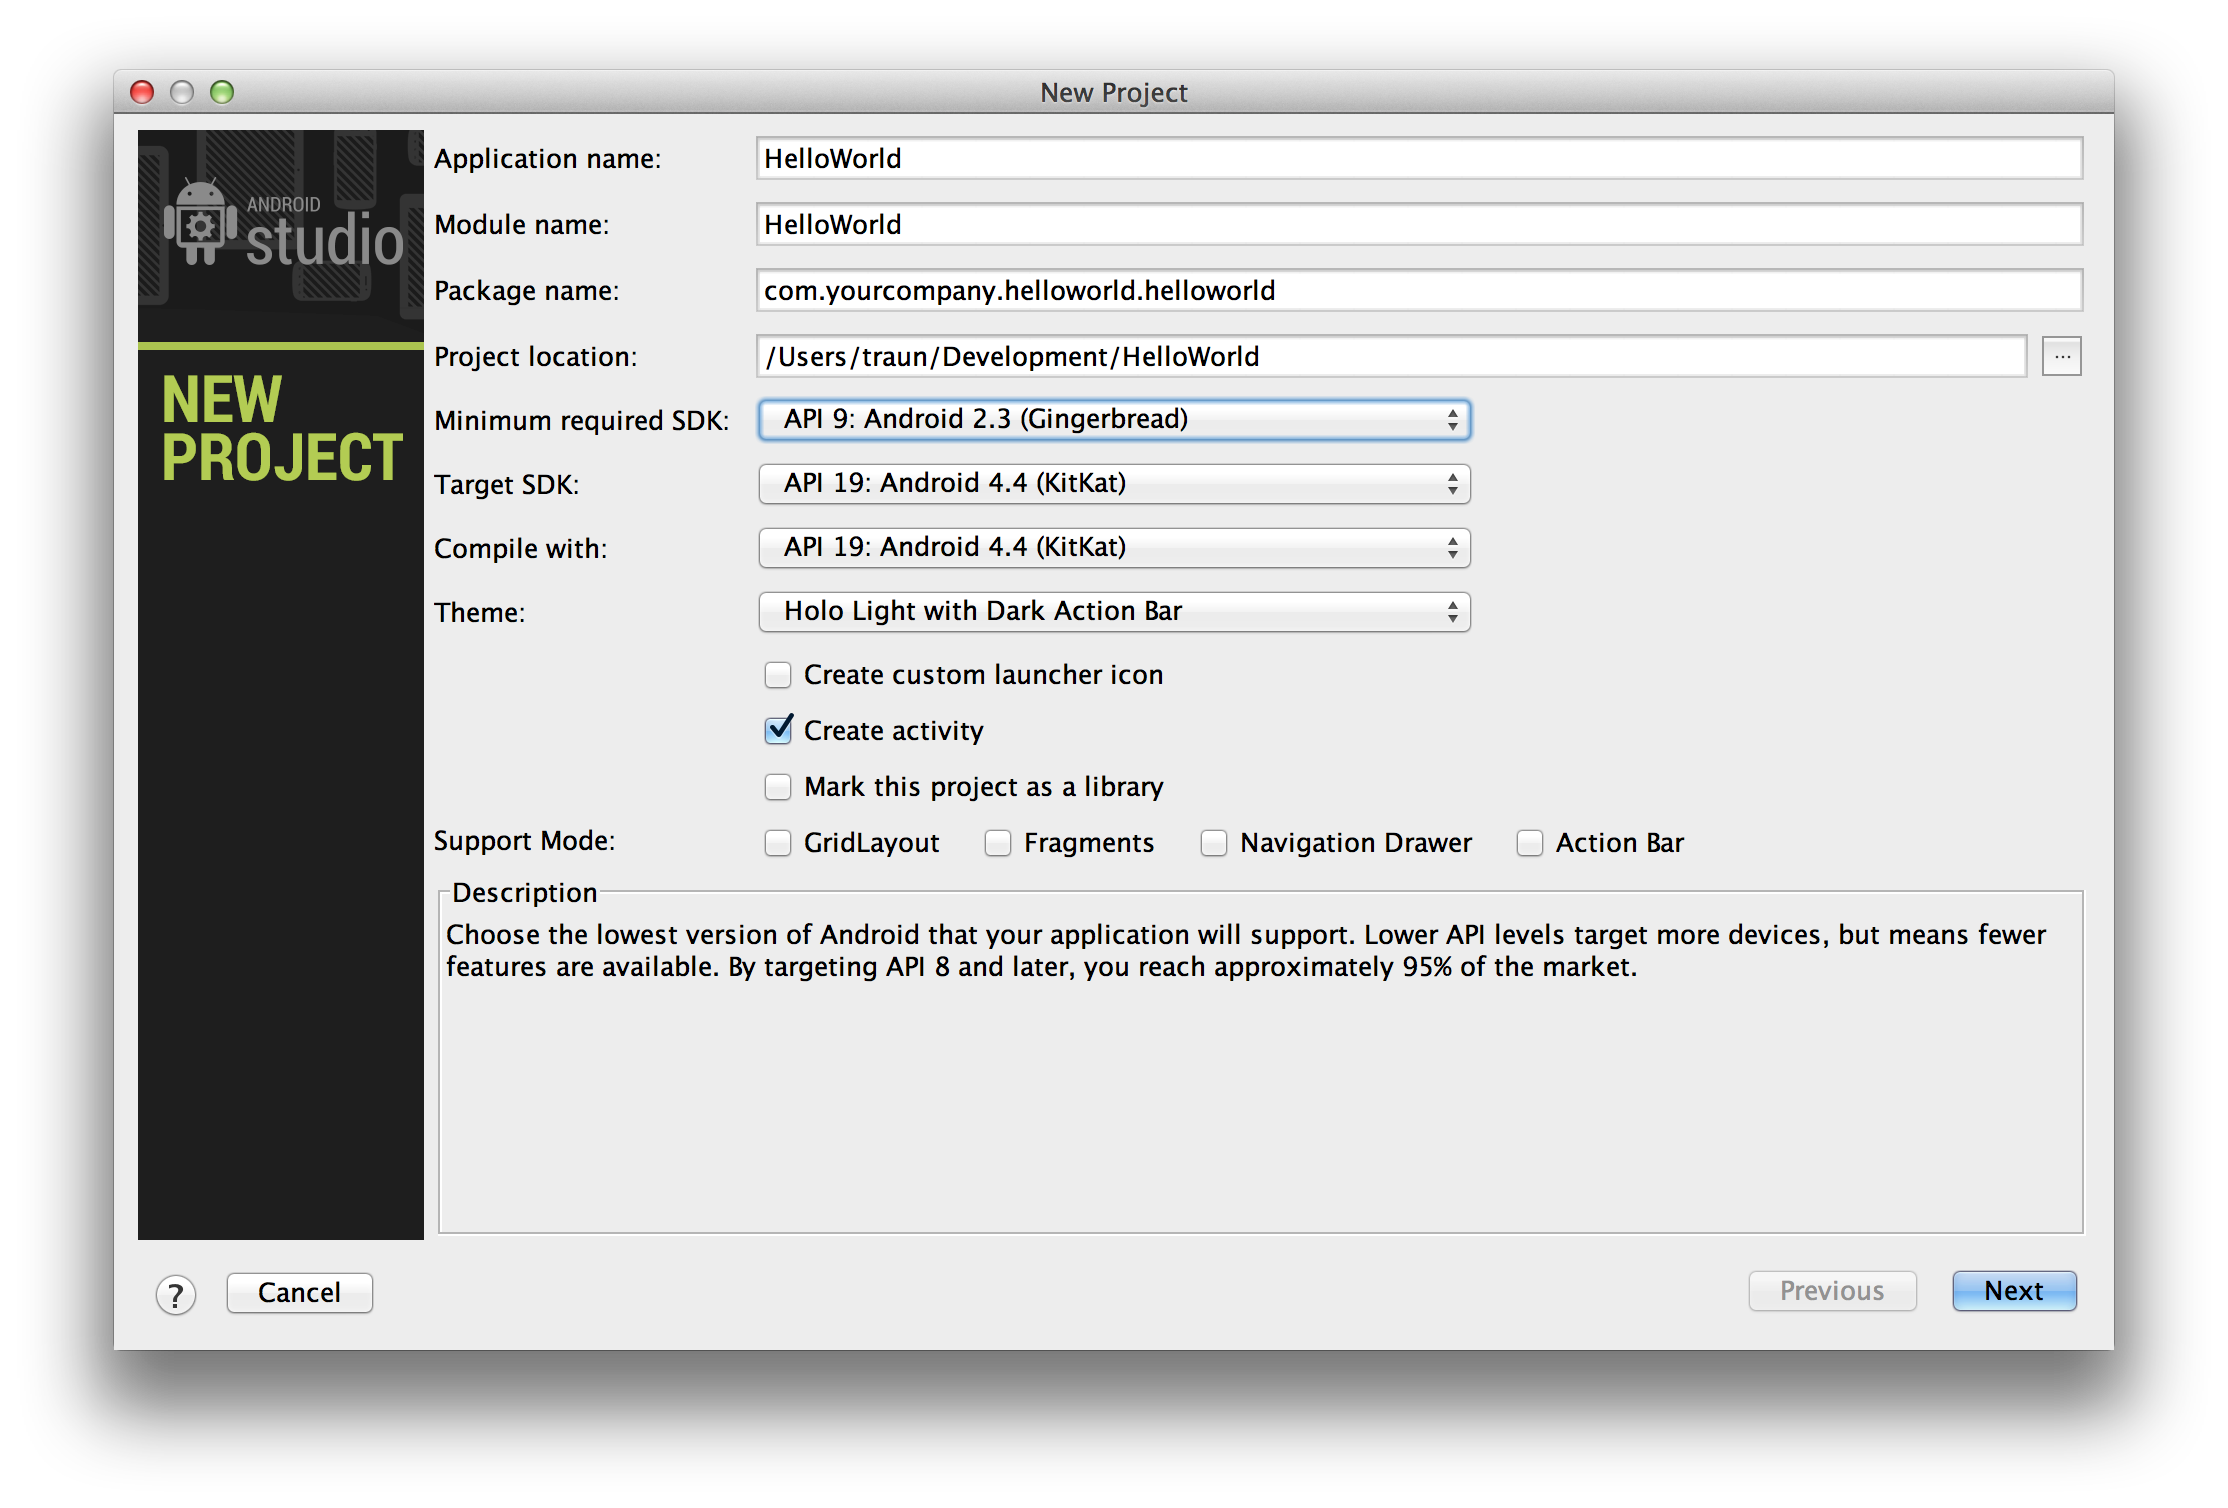 New Project
ANDROID
studio
NEW
PROJECT
Application name: HelloWorld
Module name: HelloWorld
Package name: com.yourcompany.helloworld.helloworld
Project location: /Users/traun/Development/HelloWorld ...
Minimum required SDK: API 9: Android 2.3 (Gingerbread)
Target SDK: API 19: Android 4.4 (KitKat)
Compile with: API 19: Android 4.4 (KitKat)
Theme: Holo Light with Dark Action Bar
Create custom launcher icon
Create activity
Mark this project as a library
Support Mode: GridLayout Fragments Navigation Drawer Action Bar
Description
Choose the lowest version of Android that your application will support. Lower API levels target more devices, but means fewer
features are available. By targeting API 8 and later, you reach approximately 95% of the market.
? Cancel Previous Next